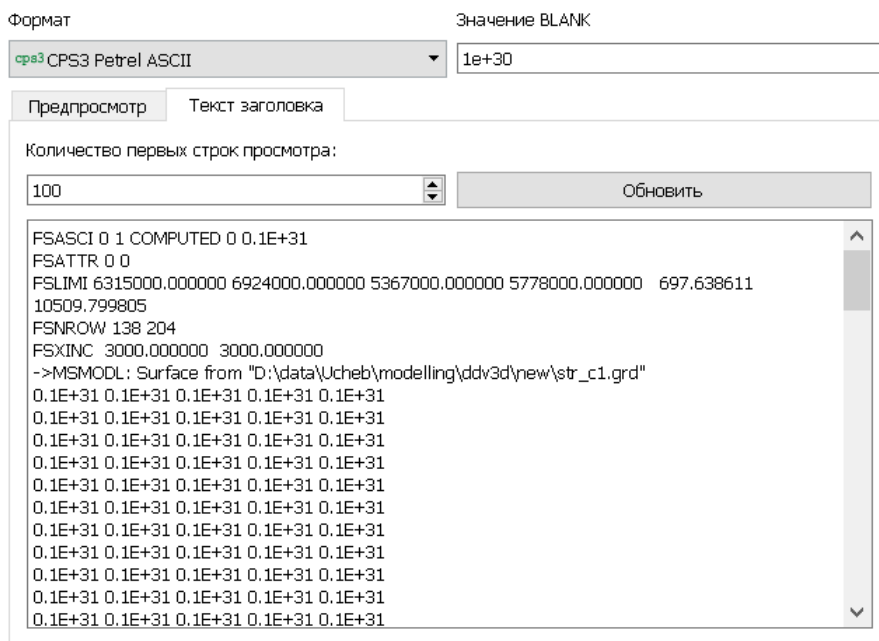 Формат
Значение BLANK
cps3 CPS3 Petrel ASCII
1e+30
Предпросмотр
Текст заголовка
Количество первых строк просмотра:
100
Обновить
FSASCI 0 1 COMPUTED 0 0.1E+31
FSATTR 0 0
FSLIMI 6315000.000000 6924000.000000 5367000.000000 5778000.000000 697.638611
10509.799805
FSNROW 138 204
FSXINC 3000.000000 3000.000000
->MSMODL: Surface from "D:\data\Ucheb\modelling\ddv3d\new\str_c1.grd"
0.1E+31 0.1E+31 0.1E+31 0.1E+31 0.1E+31
0.1E+31 0.1E+31 0.1E+31 0.1E+31 0.1E+31
0.1E+31 0.1E+31 0.1E+31 0.1E+31 0.1E+31
0.1E+31 0.1E+31 0.1E+31 0.1E+31 0.1E+31
0.1E+31 0.1E+31 0.1E+31 0.1E+31 0.1E+31
0.1E+31 0.1E+31 0.1E+31 0.1E+31 0.1E+31
0.1E+31 0.1E+31 0.1E+31 0.1E+31 0.1E+31
0.1E+31 0.1E+31 0.1E+31 0.1E+31 0.1E+31
0.1E+31 0.1E+31 0.1E+31 0.1E+31 0.1E+31
0.1E+31 0.1E+31 0.1E+31 0.1E+31 0.1E+31
0.1E+31 0.1E+31 0.1E+31 0.1E+31 0.1E+31